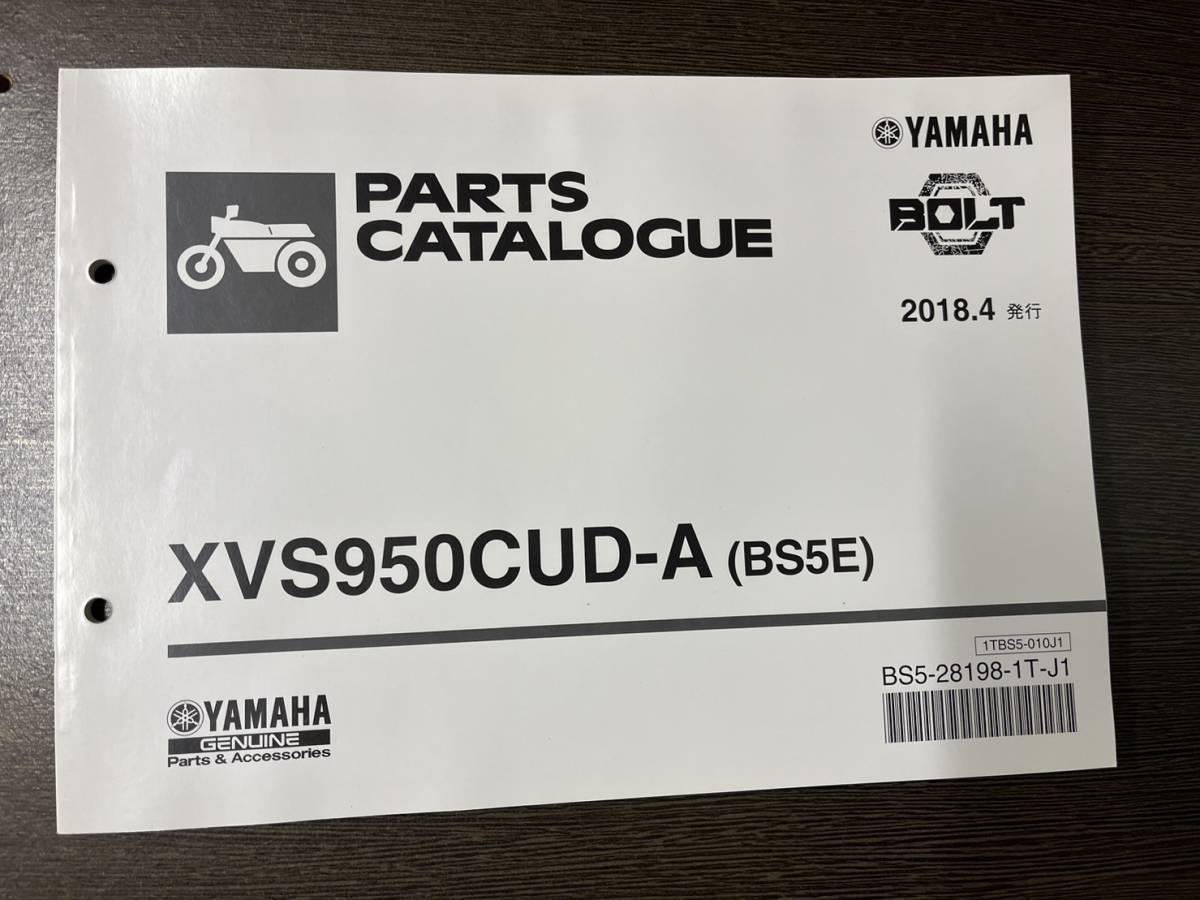 YAMAHA
PARTS
CATALOGUE
BOLT
2018.4 発行
XVS950CUD-A (BS5E)
1TBS5-010J1
BS5-28198-1T-J1
YAMAHA
GENUINE
Parts & Accessories